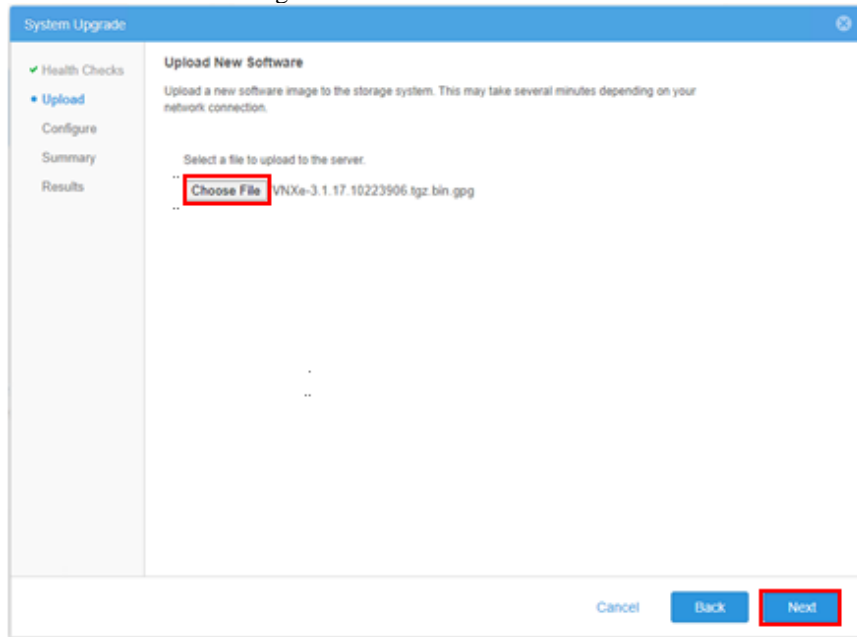 System Upgrade
Health Checks
Upload
Configure
Summary
Results
Upload New Software
Upload a new software image to the storage system. This may take several minutes depending on your
network connection.
Select a file to upload to the server.
..
Choose File VNXe-3.1.17.10223906.tgz.bin.gpg
..
.
..
Cancel Back Next